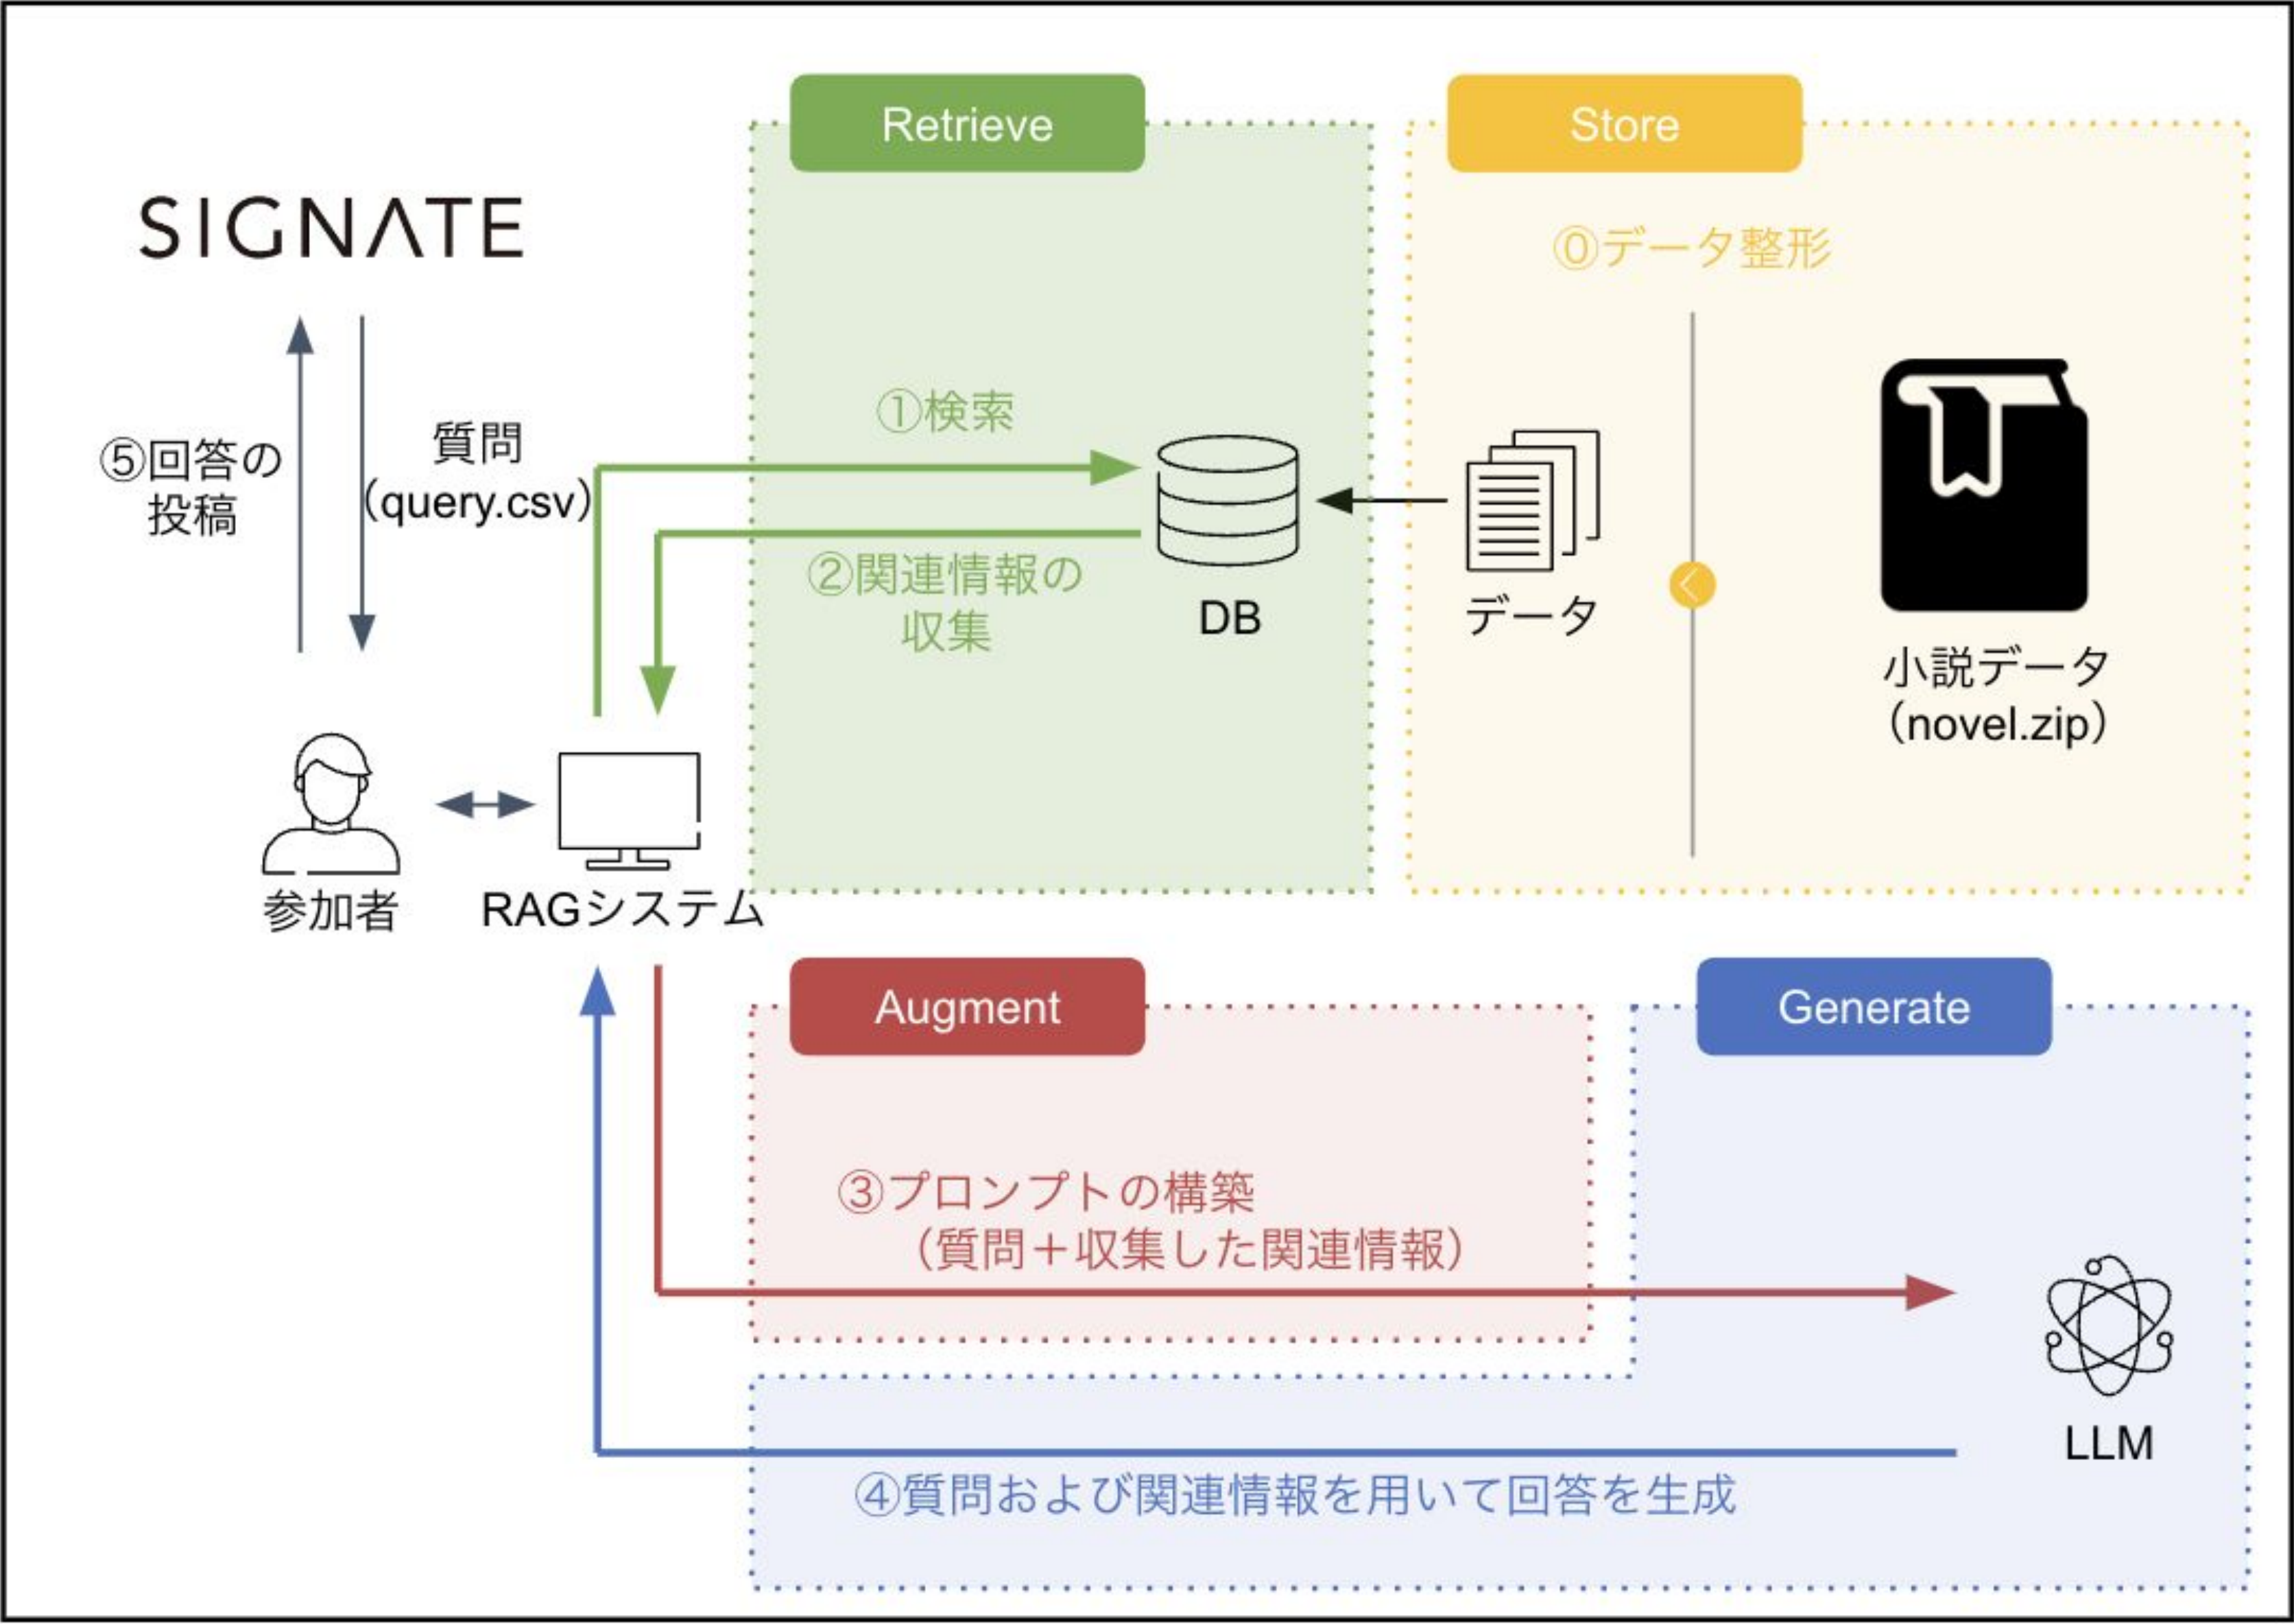 SIGNATE
Retrieve
Store
⓪データ整形
①検索
②関連情報の
収集
DB
データ
小説データ
（novel.zip）
⑤回答の
投稿
質問
（query.csv）
参加者
RAGシステム
Augment
③プロンプトの構築
（質問＋収集した関連情報）
Generate
LLM
④質問および関連情報を用いて回答を生成